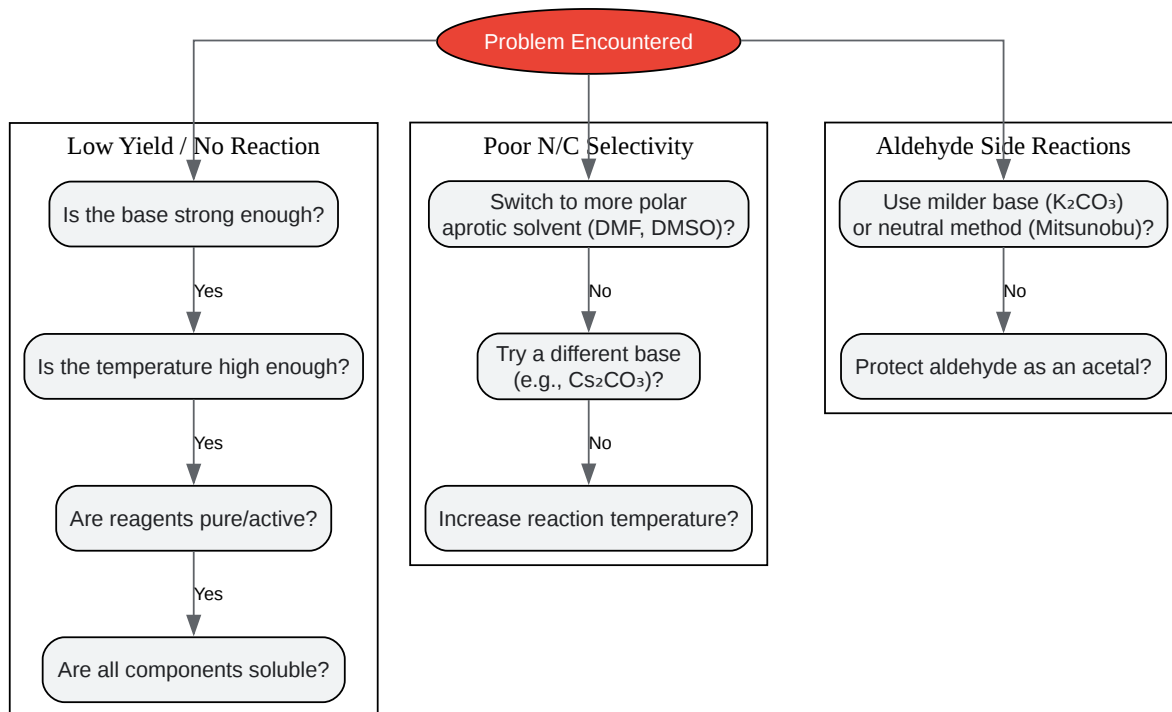 Problem Encountered
Low Yield / No Reaction
Is the base strong enough?
Yes
Is the temperature high enough?
Yes
Are reagents pure/active?
Yes
Are all components soluble?
Poor N/C Selectivity
Switch to more polar
aprotic solvent (DMF, DMSO)?
No
Try a different base
(e.g., Cs₂CO₃)?
No
Increase reaction temperature?
Aldehyde Side Reactions
Use milder base (K₂CO₃)
or neutral method (Mitsunobu)?
No
Protect aldehyde as an acetal?